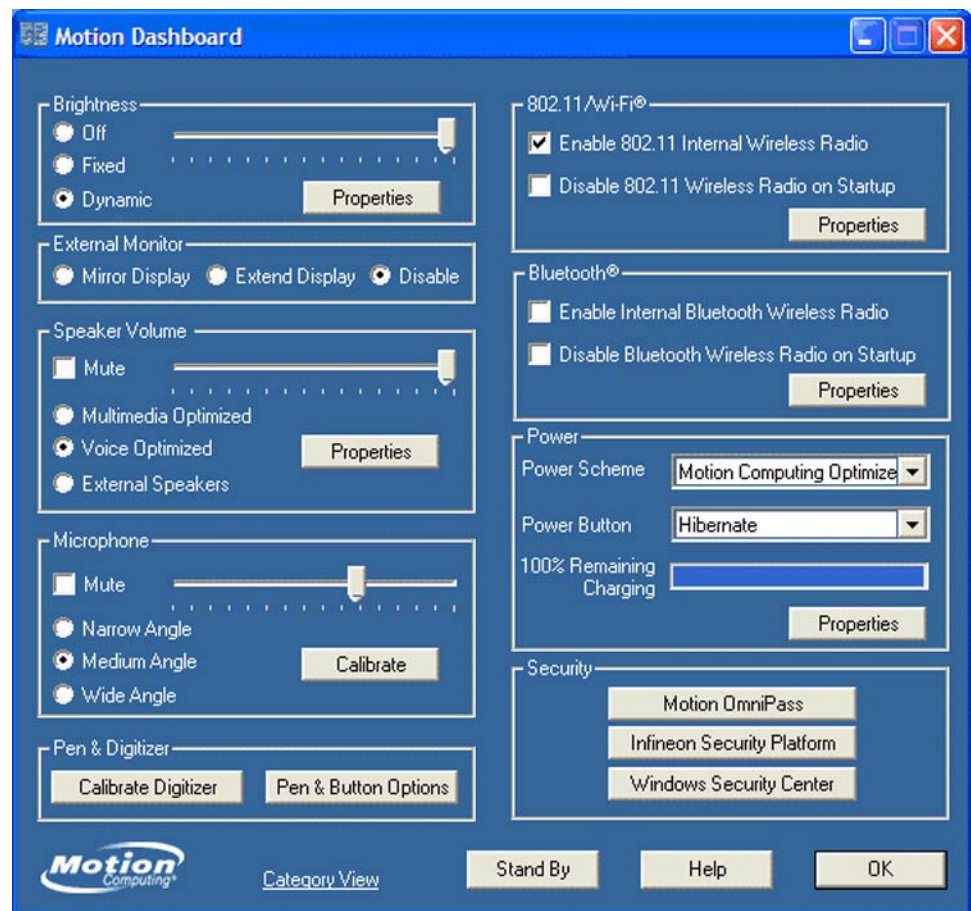 Motion Dashboard
Brightness
Off
Fixed
Dynamic
Properties
External Monitor
Mirror Display
Extend Display
Disable
Speaker Volume
Mute
Multimedia Optimized
Voice Optimized
Properties
External Speakers
Microphone
Mute
Narrow Angle
Medium Angle
Calibrate
Wide Angle
Pen & Digitizer
Calibrate Digitizer
Pen & Button Options
802.11/Wi-Fi®
Enable 802.11 Internal Wireless Radio
Disable 802.11 Wireless Radio on Startup
Properties
Bluetooth®
Enable Internal Bluetooth Wireless Radio
Disable Bluetooth Wireless Radio on Startup
Properties
Power
Power Scheme
Motion Computing Optimize
Power Button
Hibernate
100% Remaining
Charging
Properties
Security
Motion OmniPass
Infineon Security Platform
Windows Security Center
Motion
Computing®
Category View
Stand By
Help
OK